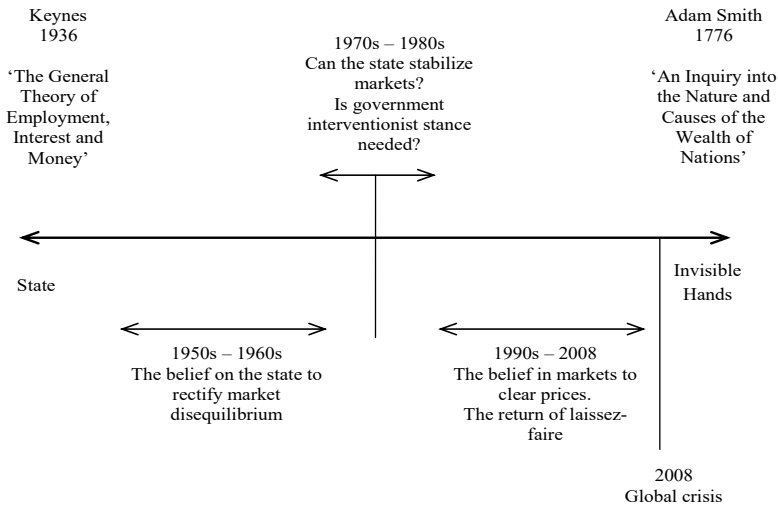 Keynes
1936
‘The General
Theory of
Employment,
Interest and
Money’
1970s – 1980s
Can the state stabilize
markets?
Is government
interventionist stance
needed?
Adam Smith
1776
‘An Inquiry into
the Nature and
Causes of the
Wealth of
Nations’
State
Invisible
Hands
1950s – 1960s
The belief on the state to
rectify market
disequilibrium
1990s – 2008
The belief in markets to
clear prices.
The return of laissez-
faire
2008
Global crisis